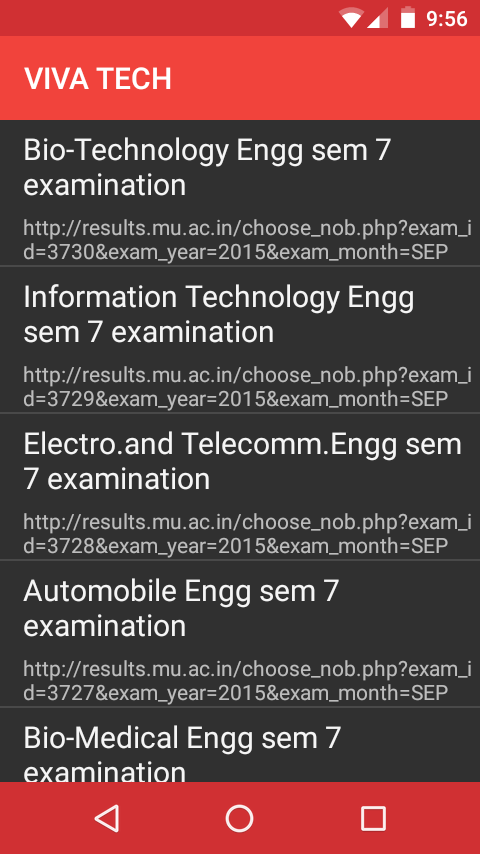 9:56
VIVA TECH
Bio-Technology Engg sem 7
examination
http://results.mu.ac.in/choose_nob.php?exam_i
d=3730&exam_year=2015&exam_month=SEP
Information Technology Engg
sem 7 examination
http://results.mu.ac.in/choose_nob.php?exam_i
d=3729&exam_year=2015&exam_month=SEP
Electro.and Telecomm.Engg sem
7 examination
http://results.mu.ac.in/choose_nob.php?exam_i
d=3728&exam_year=2015&exam_month=SEP
Automobile Engg sem 7
examination
http://results.mu.ac.in/choose_nob.php?exam_i
d=3727&exam_year=2015&exam_month=SEP
Bio-Medical Engg sem 7
examination